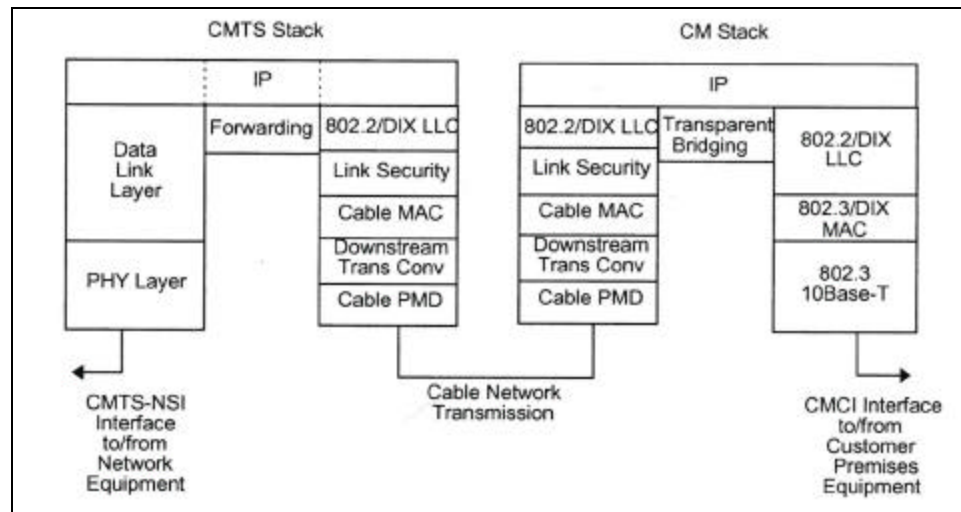 CMTS Stack
CM Stack
IP
IP
Data
Link
Layer
Forwarding
802.2/DIX LLC
Link Security
Cable MAC
Downstream
Trans Conv
Cable PMD
PHY Layer
802.2/DIX LLC
Link Security
Cable MAC
Downstream
Trans Conv
Cable PMD
Transparent
Bridging
802.2/DIX
LLC
802.3/DIX
MAC
802.3
10Base-T
Cable Network
Transmission
CMTS-NSI
Interface
to/from
Network
Equipment
CMCI Interface
to/from
Customer
Premises
Equipment